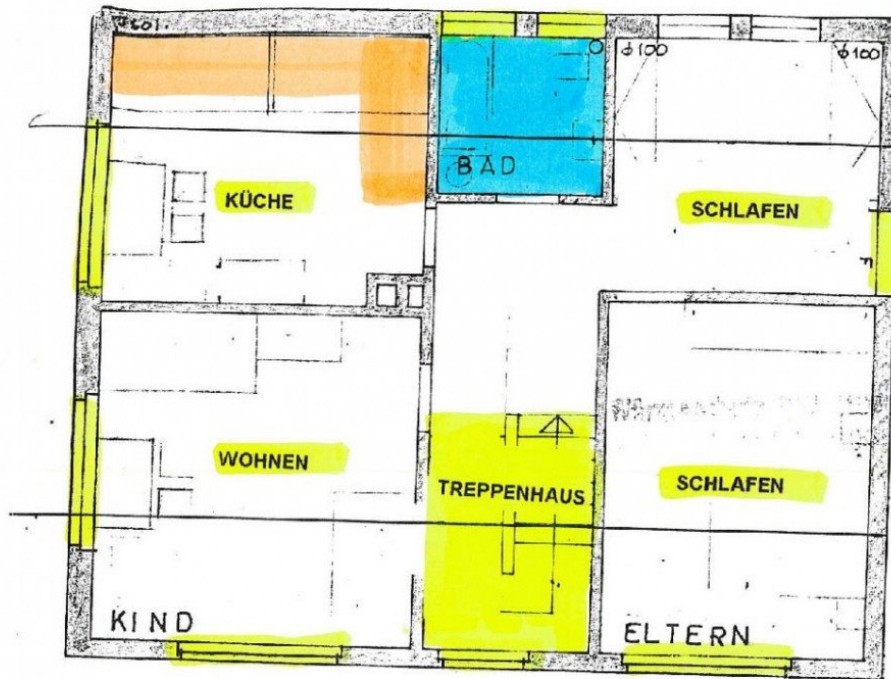 ϕ100
ϕ100
BAD
KÜCHE
SCHLAFEN
WOHNEN
TREPPENHAUS
SCHLAFEN
KIND
ELTERN